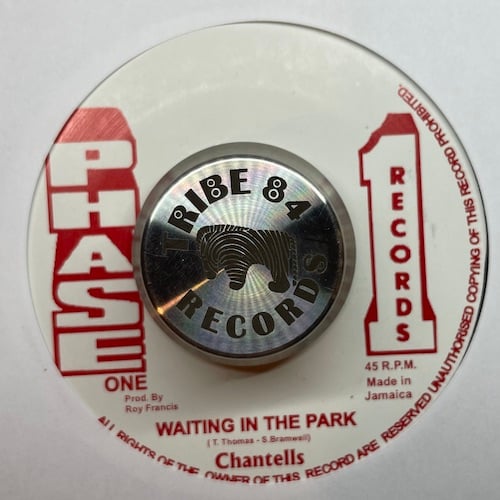 PHASE
ONE
Prod. By
Roy Francis
TRIBE 84
RECORDS
1
RECORDS
45 R.P.M.
Made in
Jamaica
WAITING IN THE PARK
( T. Thomas - S.Bramwell)
Chantells
ALL RIGHTS OF THE OWNER OF THIS RECORD ARE RESERVED UNAUTHORISED COPYING OF THIS RECORD PROHIBITED.